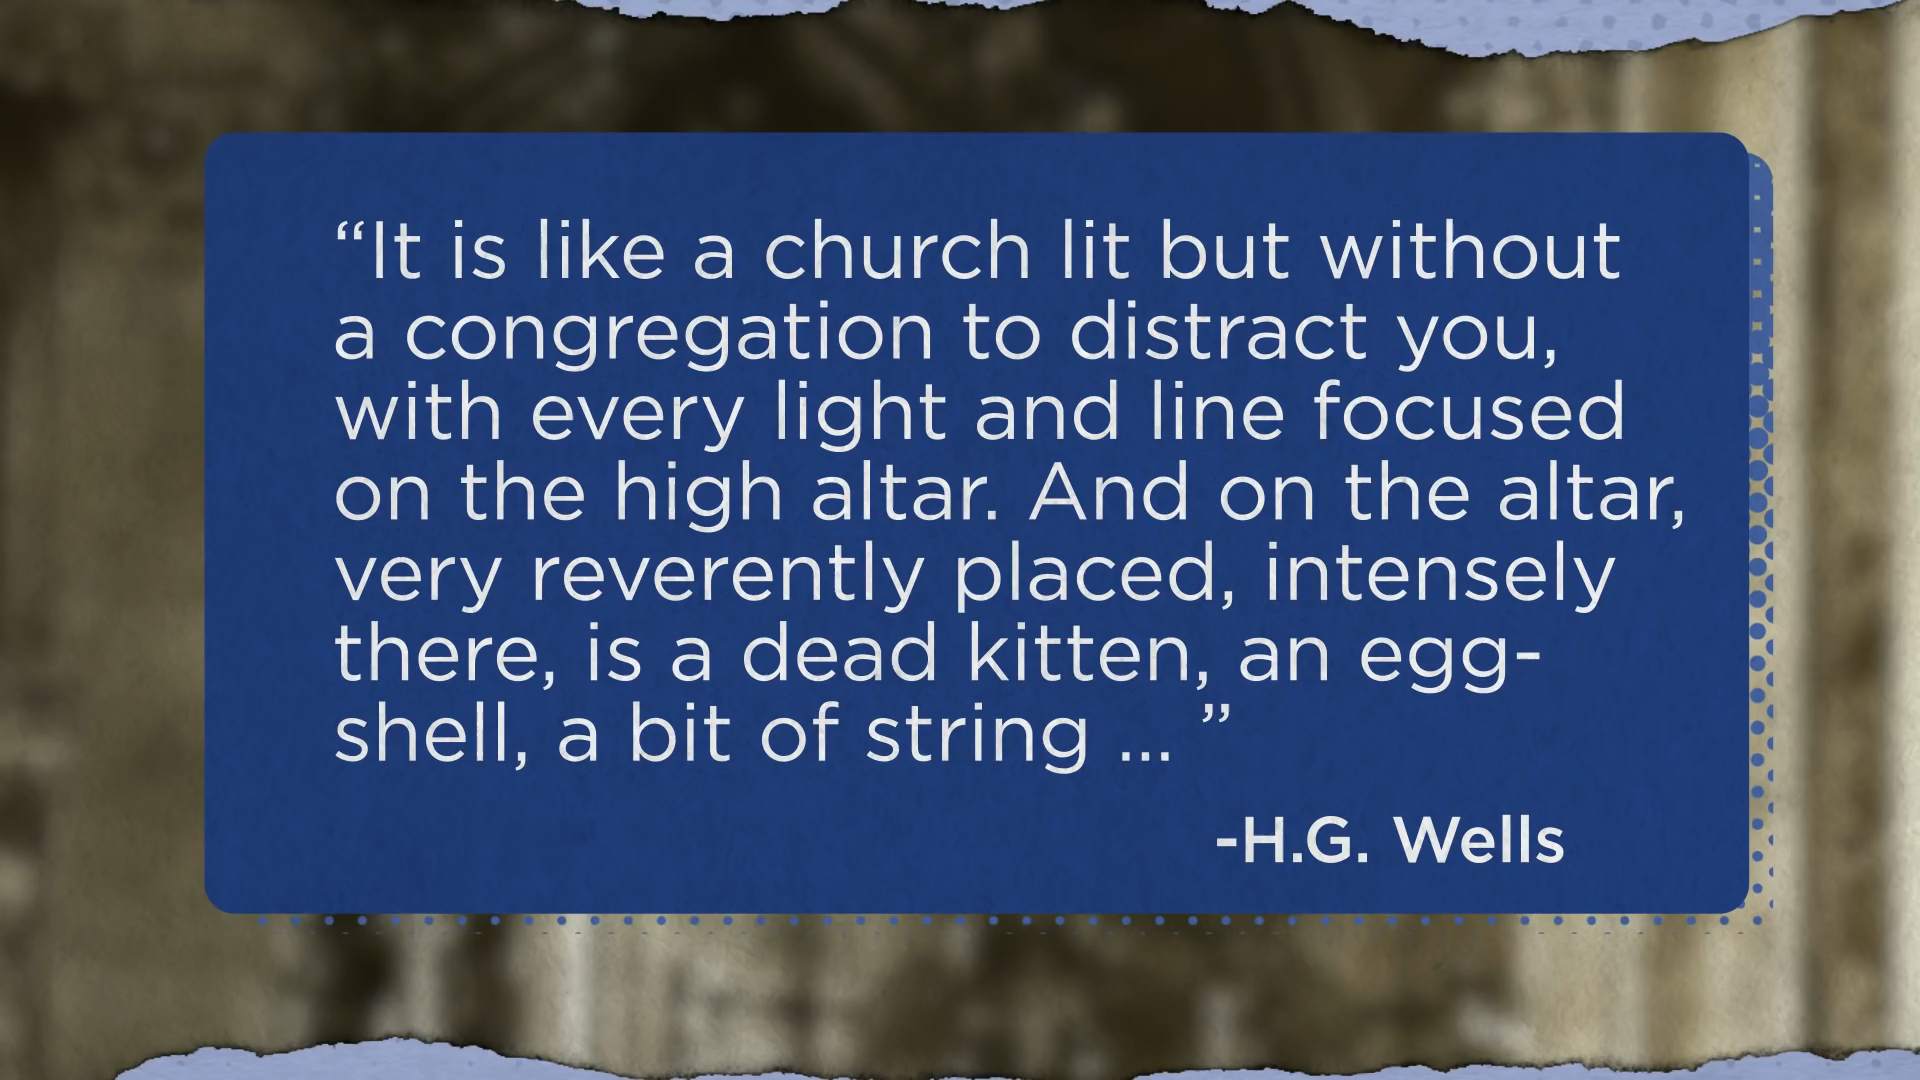 “It is like a church lit but without
a congregation to distract you,
with every light and line focused
on the high altar. And on the altar,
very reverently placed, intensely
there, is a dead kitten, an egg-
shell, a bit of string ... ”
-H.G. Wells